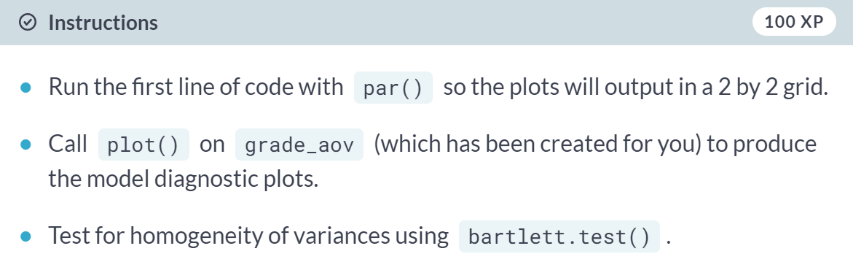 Instructions 100 XP
Run the first line of code with par() so the plots will output in a 2 by 2 grid.
Call plot() on grade_aov (which has been created for you) to produce
the model diagnostic plots.
Test for homogeneity of variances using bartlett.test() .